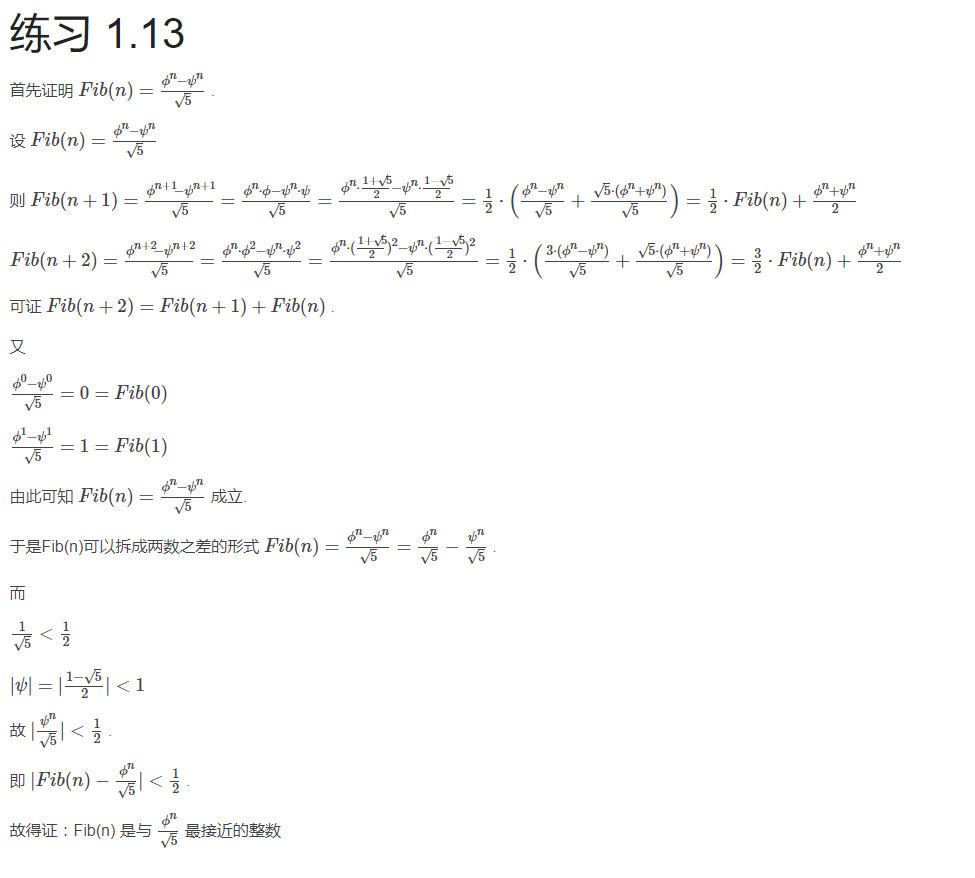 练习 1.13
首先证明 $Fib(n) = \frac{\phi^n - \psi^n}{\sqrt{5}}$ .
设 $Fib(n) = \frac{\phi^n - \psi^n}{\sqrt{5}}$
则 $Fib(n+1) = \frac{\phi^{n+1} - \psi^{n+1}}{\sqrt{5}} = \frac{\phi^n \cdot \phi - \psi^n \cdot \psi}{\sqrt{5}} = \frac{\phi^n \cdot \frac{1+\sqrt{5}}{2} - \psi^n \cdot \frac{1-\sqrt{5}}{2}}{\sqrt{5}} = \frac{1}{2} \cdot \left( \frac{\phi^n - \psi^n}{\sqrt{5}} + \frac{\sqrt{5} \cdot (\phi^n + \psi^n)}{\sqrt{5}} \right) = \frac{1}{2} \cdot Fib(n) + \frac{\phi^n + \psi^n}{2}$
$Fib(n+2) = \frac{\phi^{n+2} - \psi^{n+2}}{\sqrt{5}} = \frac{\phi^n \cdot \phi^2 - \psi^n \cdot \psi^2}{\sqrt{5}} = \frac{\phi^n \cdot (\frac{1+\sqrt{5}}{2})^2 - \psi^n \cdot (\frac{1-\sqrt{5}}{2})^2}{\sqrt{5}} = \frac{1}{2} \cdot \left( \frac{3 \cdot (\phi^n - \psi^n)}{\sqrt{5}} + \frac{\sqrt{5} \cdot (\phi^n + \psi^n)}{\sqrt{5}} \right) = \frac{3}{2} \cdot Fib(n) + \frac{\phi^n + \psi^n}{2}$
可证 $Fib(n+2) = Fib(n+1) + Fib(n)$ .
又
$\frac{\phi^0 - \psi^0}{\sqrt{5}} = 0 = Fib(0)$
$\frac{\phi^1 - \psi^1}{\sqrt{5}} = 1 = Fib(1)$
由此可知 $Fib(n) = \frac{\phi^n - \psi^n}{\sqrt{5}}$ 成立.
于是Fib(n)可以拆成两数之差的形式 $Fib(n) = \frac{\phi^n - \psi^n}{\sqrt{5}} = \frac{\phi^n}{\sqrt{5}} - \frac{\psi^n}{\sqrt{5}}$ .
而
$\frac{1}{\sqrt{5}} < \frac{1}{2}$
$|\psi| = |\frac{1-\sqrt{5}}{2}| < 1$
故 $|\frac{\psi^n}{\sqrt{5}}| < \frac{1}{2}$ .
即 $|Fib(n) - \frac{\phi^n}{\sqrt{5}}| < \frac{1}{2}$ .
故得证：Fib(n) 是与 $\frac{\phi^n}{\sqrt{5}}$ 最接近的整数